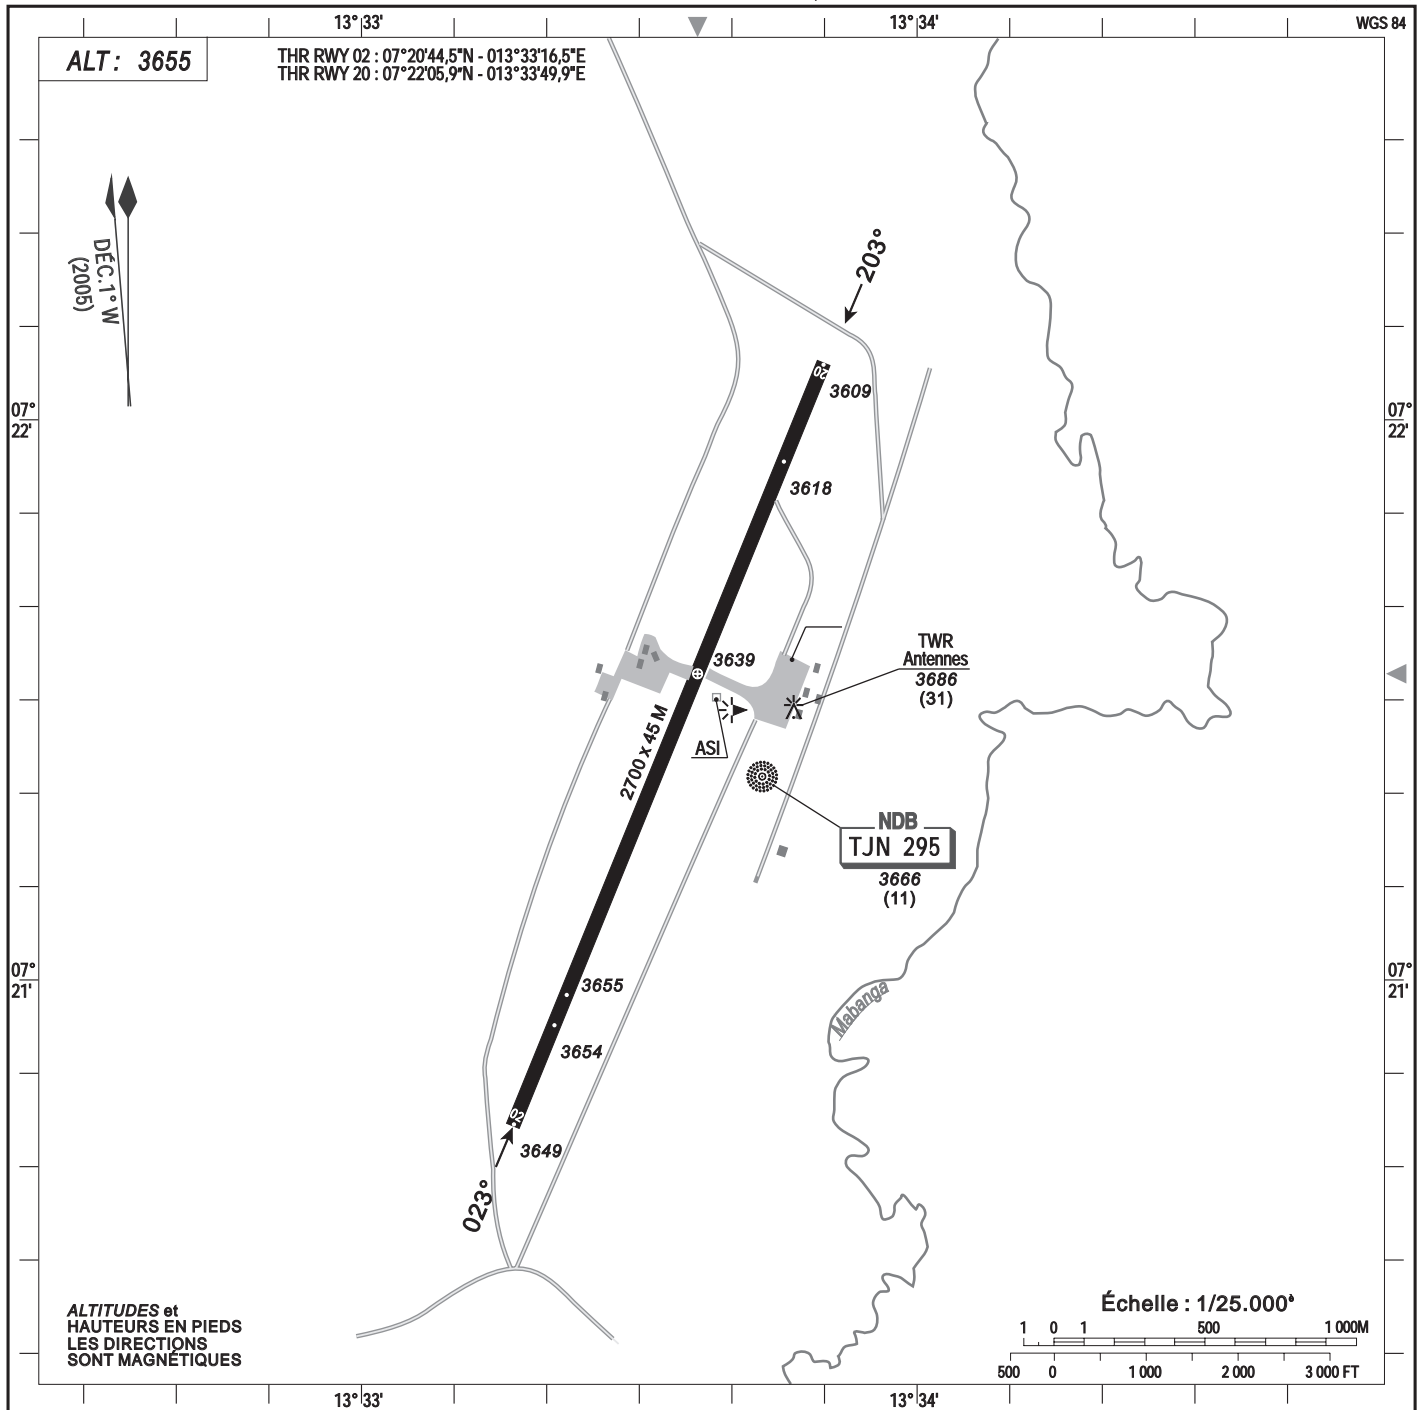 13°33'
13°34'
WGS 84
ALT : 3655
THR RWY 02 : 07°20'44,5"N - 013°33'16,5"E
THR RWY 20 : 07°22'05,9"N - 013°33'49,9"E
DÉC.1° W
(2005)
203°
20
3609
07°
22'
07°
22'
3618
3639
TWR
Antennes
3686
(31)
2700 x 45 M
ASI
NDB
TJN 295
3666
(11)
07°
21'
07°
21'
3655
Mabanga
3654
02
3649
023°
ALTITUDES et
HAUTEURS EN PIEDS
LES DIRECTIONS
SONT MAGNÉTIQUES
Échelle : 1/25.000è
1 0 1 500 1 000M
500 0 1 000 2 000 3 000 FT
13°33'
13°34'